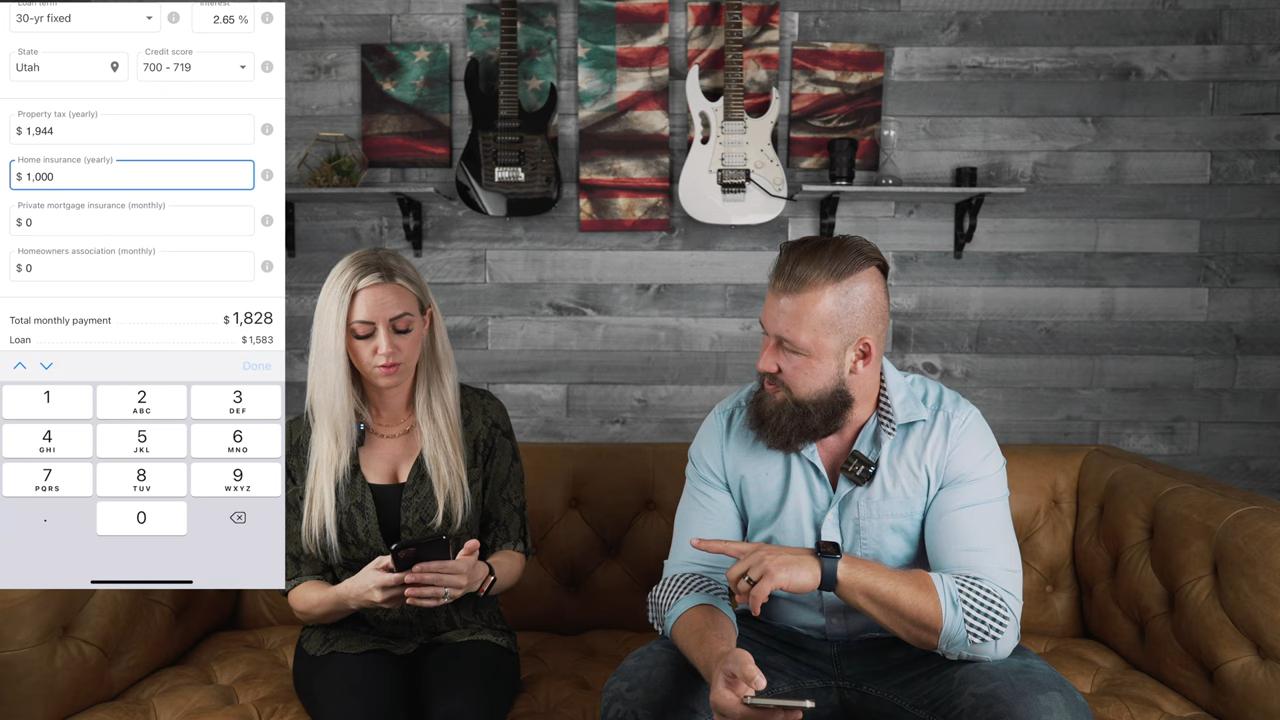 Loan term
Interest
30-yr fixed
2.65 %
State
Credit score
Utah
700 - 719
Property tax (yearly)
$ 1,944
Home insurance (yearly)
$ 1,000
Private mortgage insurance (monthly)
$ 0
Homeowners association (monthly)
$ 0
Total monthly payment
$ 1,828
Loan
$ 1,583
Done
1
2
3
ABC
DEF
4
5
6
GHI
JKL
MNO
7
8
9
PQRS
TUV
WXYZ
.
0